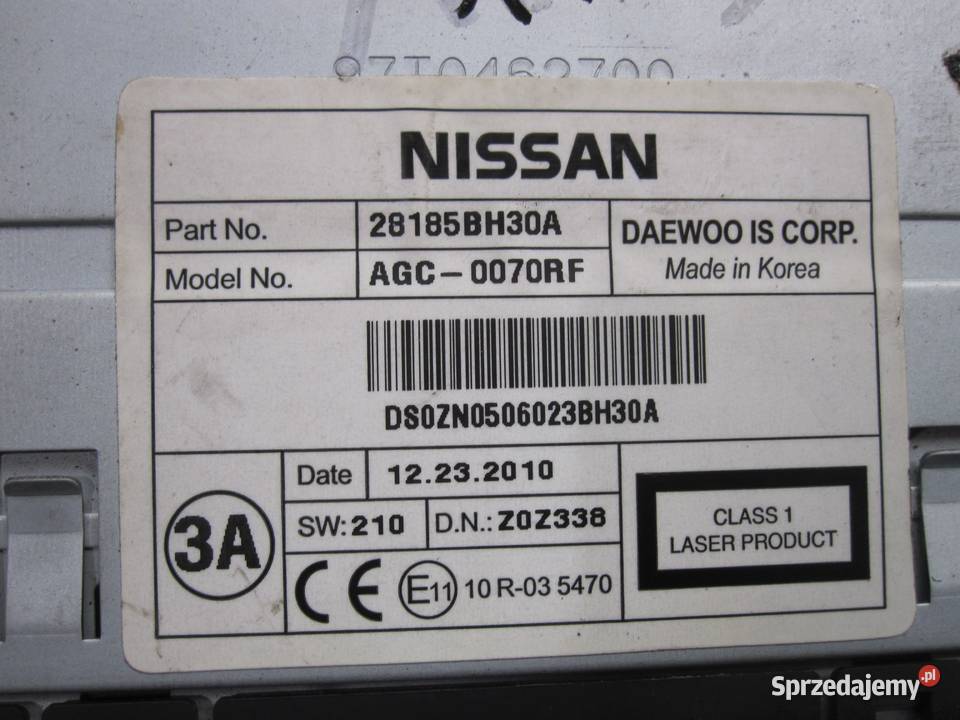 97T0462700
NISSAN
Part No. 28185BH30A
DAEWOO IS CORP.
Model No. AGC-0070RF
Made in Korea
DS0ZN0506023BH30A
3A
Date 12.23.2010
SW:210 D.N.: Z0Z338
CE E11 10 R-03 5470
CLASS 1
LASER PRODUCT
Sprzedajemy.pl